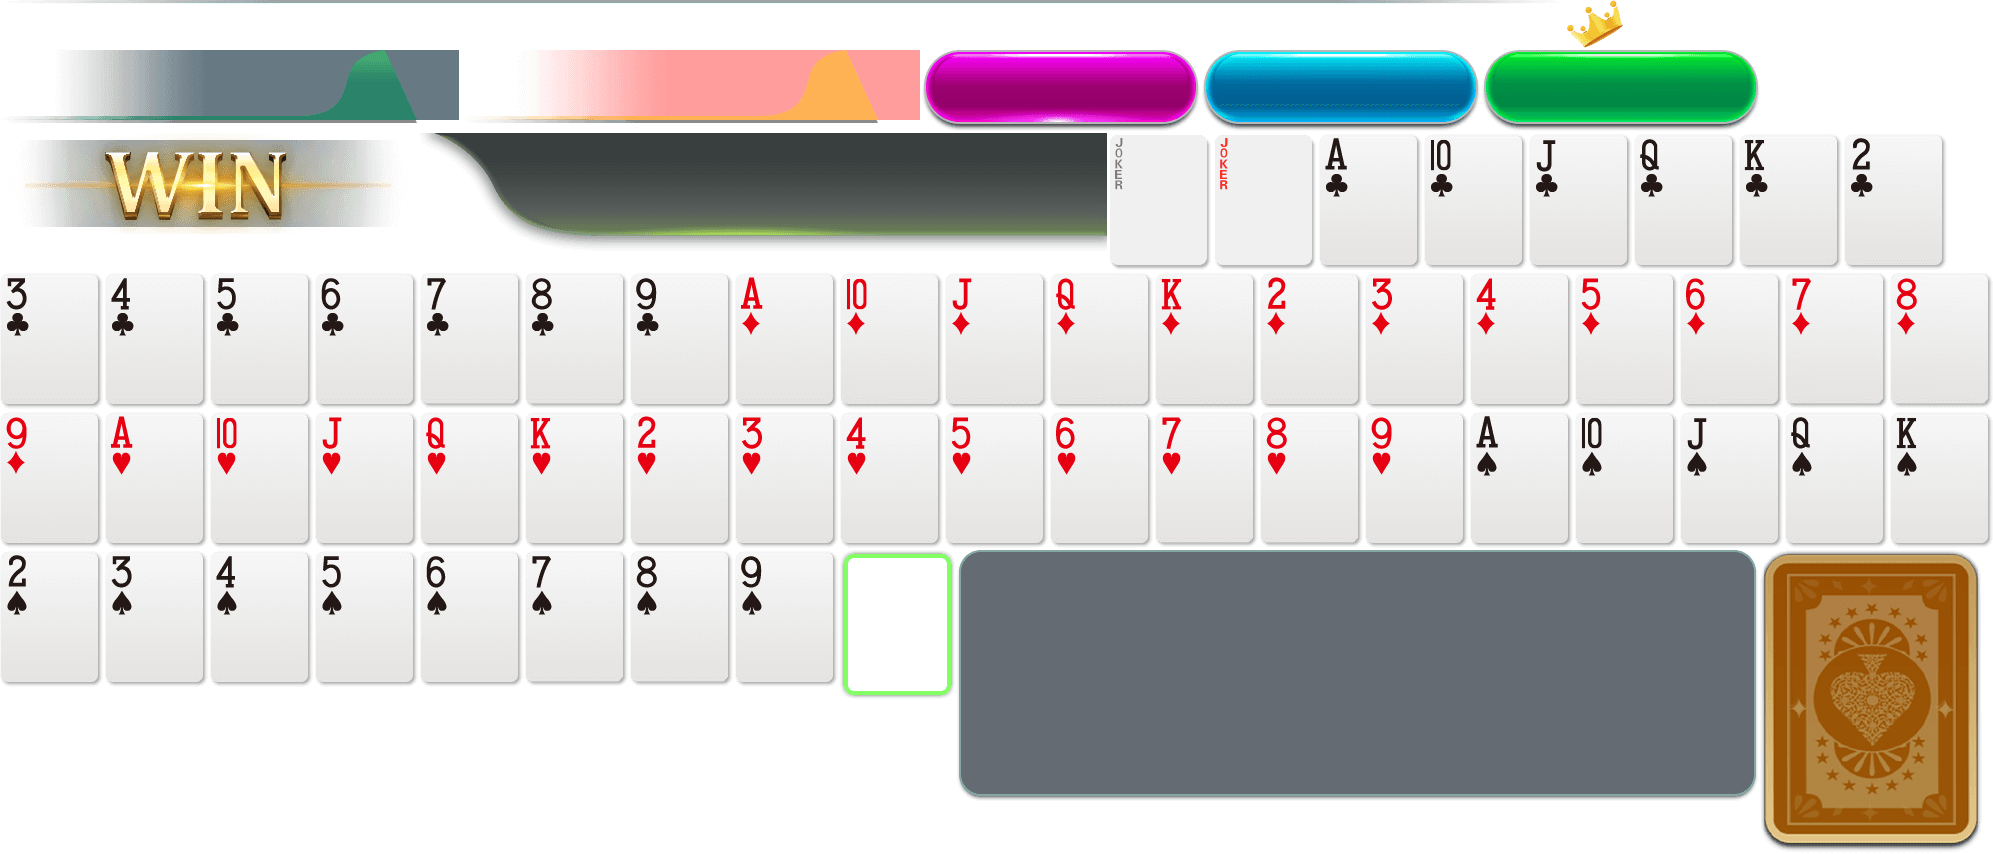 WIN
JOKER JOKER A 10 J Q K 2
3 4 5 6 7 8 9 A 10 J Q K 2 3 4 5 6 7 8
9 A 10 J Q K 2 3 4 5 6 7 8 9 A 10 J Q K
2 3 4 5 6 7 8 9